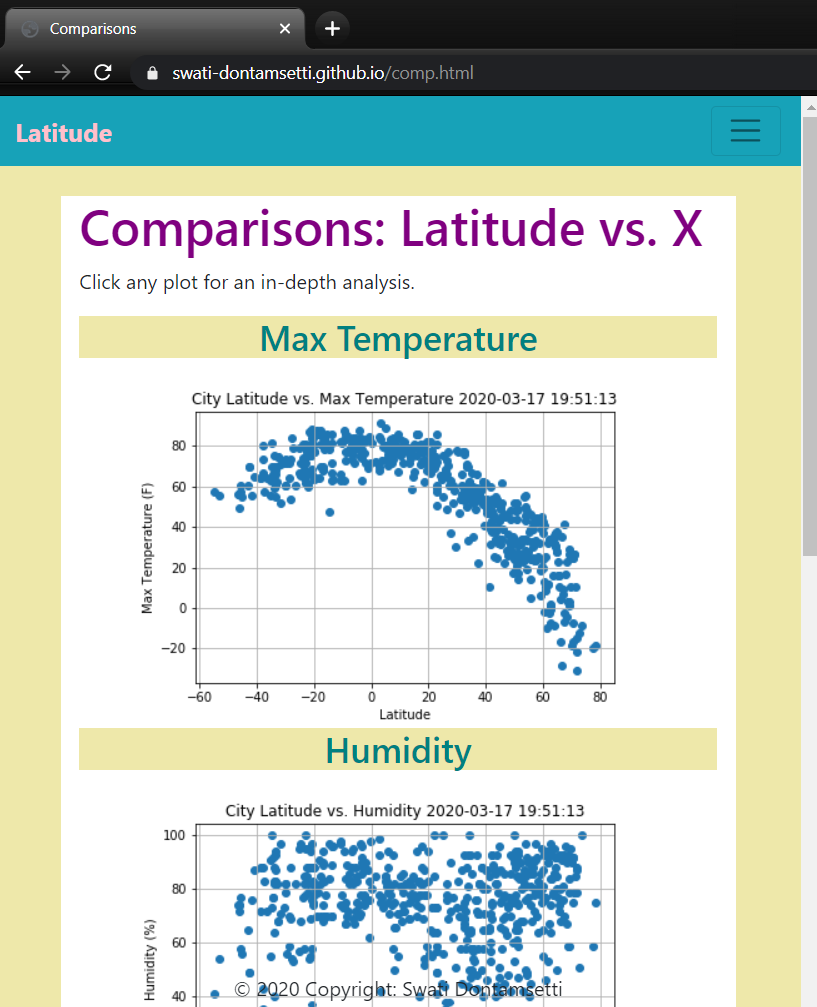 Comparisons
swati-dontamsetti.github.io/comp.html
Latitude
Comparisons: Latitude vs. X
Click any plot for an in-depth analysis.
Max Temperature
City Latitude vs. Max Temperature 2020-03-17 19:51:13
80
60
40
20
0
−20
Max Temperature (F)
−60 −40 −20 0 20 40 60 80
Latitude
Humidity
City Latitude vs. Humidity 2020-03-17 19:51:13
100
80
60
40
Humidity (%)
© 2020 Copyright: Swati Dontamsetti